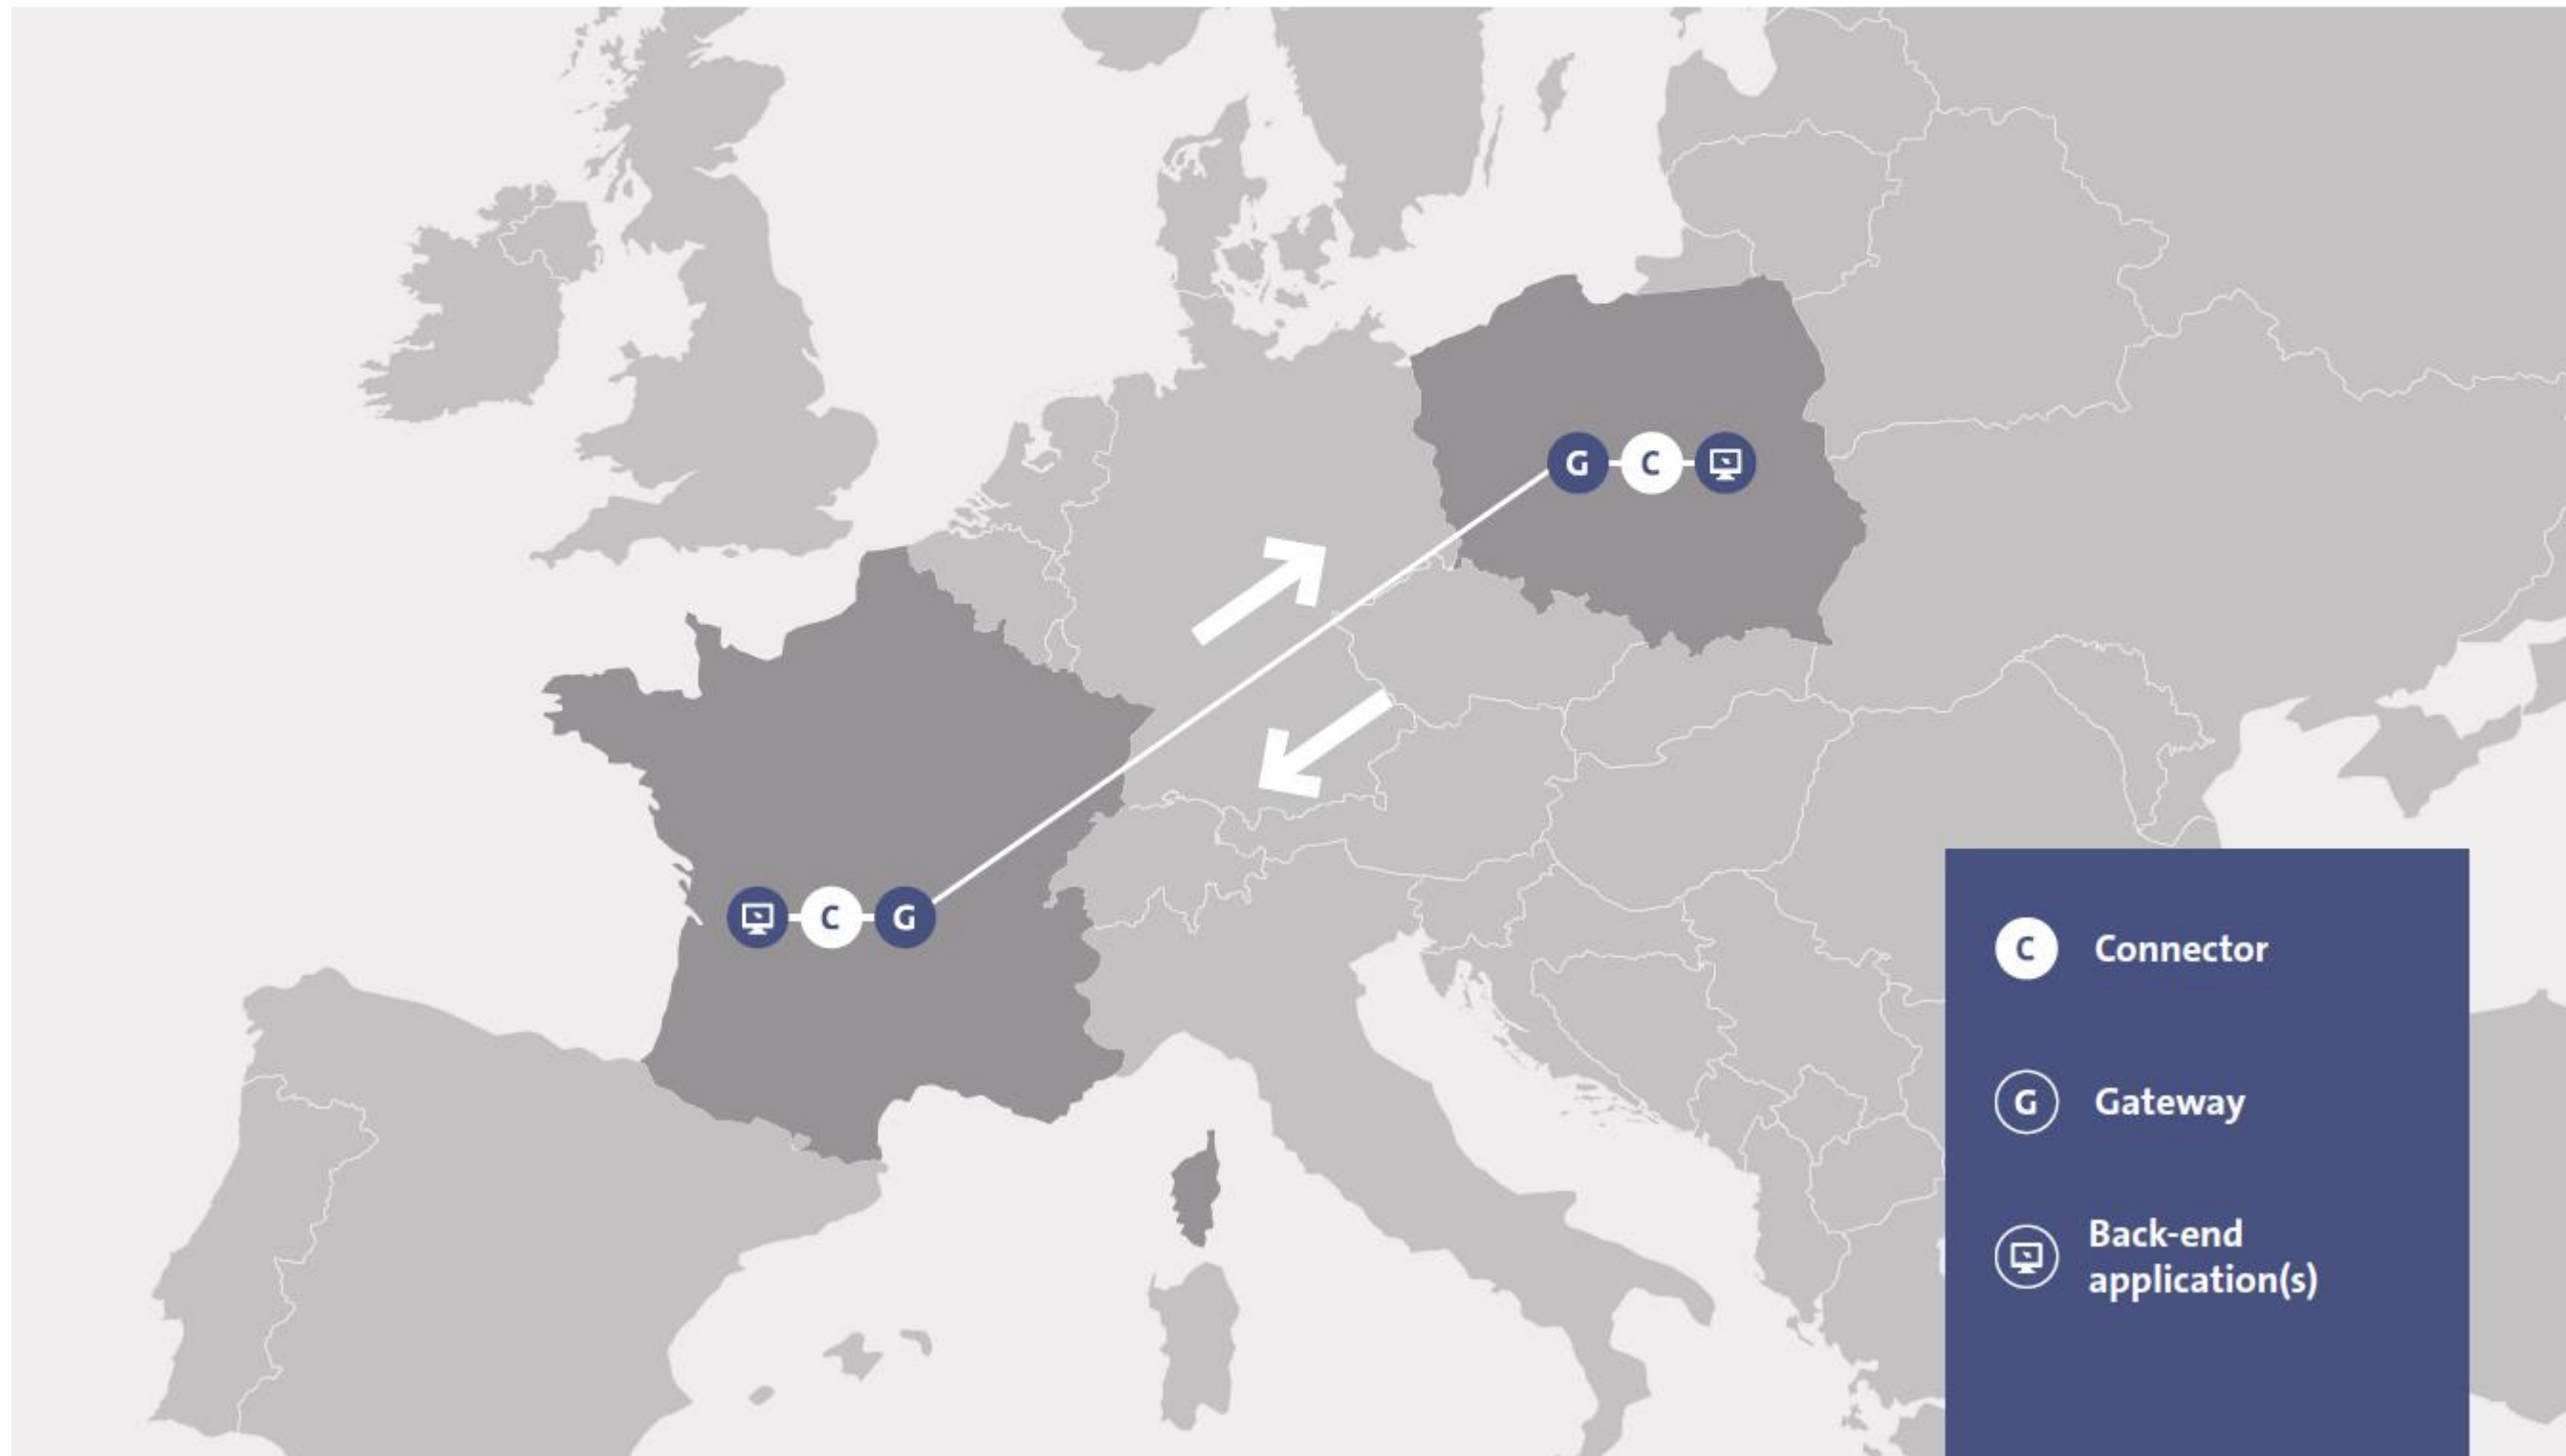 G C
C G
C Connector
G Gateway
Back-end
application(s)